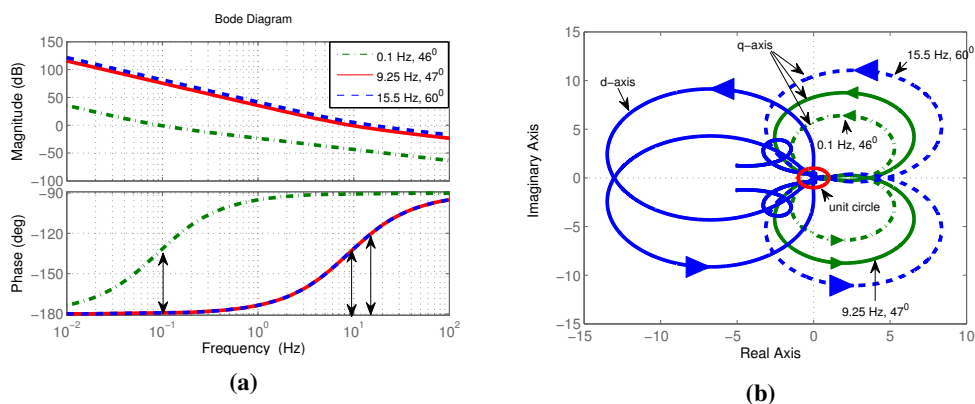 Bode Diagram
Magnitude (dB)
150
100
50
0
−50
−100
0.1 Hz, 46⁰
9.25 Hz, 47⁰
15.5 Hz, 60⁰
Phase (deg)
−90
−120
−150
−180
10⁻² 10⁻¹ 10⁰ 10¹ 10²
Frequency (Hz)
(a)
Imaginary Axis
15
10
5
0
−5
−10
−15
d−axis
q−axis
15.5 Hz, 60⁰
0.1 Hz, 46⁰
unit circle
9.25 Hz, 47⁰
−15 −10 −5 0 5 10
Real Axis
(b)